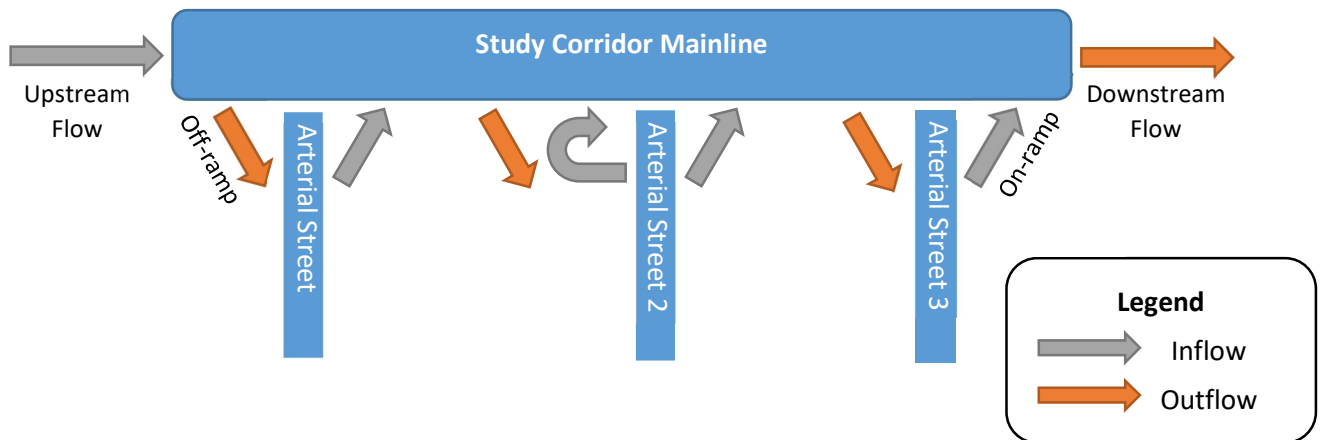 Study Corridor Mainline
Upstream
Flow
Downstream
Flow
Off-ramp
Arterial Street
Arterial Street 2
Arterial Street 3
On-ramp
Legend
Inflow
Outflow